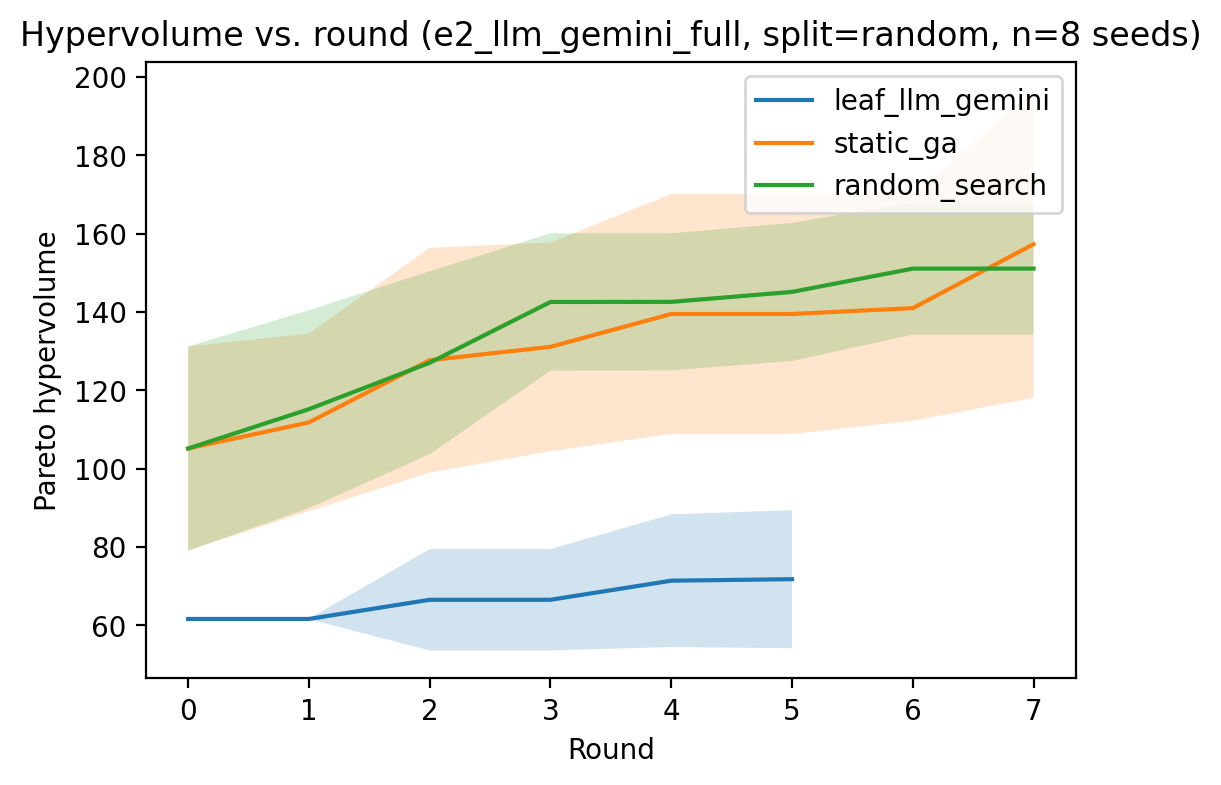 Hypervolume vs. round (e2_llm_gemini_full, split=random, n=8 seeds)
leaf_llm_gemini
static_ga
random_search
Pareto hypervolume
200
180
160
140
120
100
80
60
0 1 2 3 4 5 6 7
Round